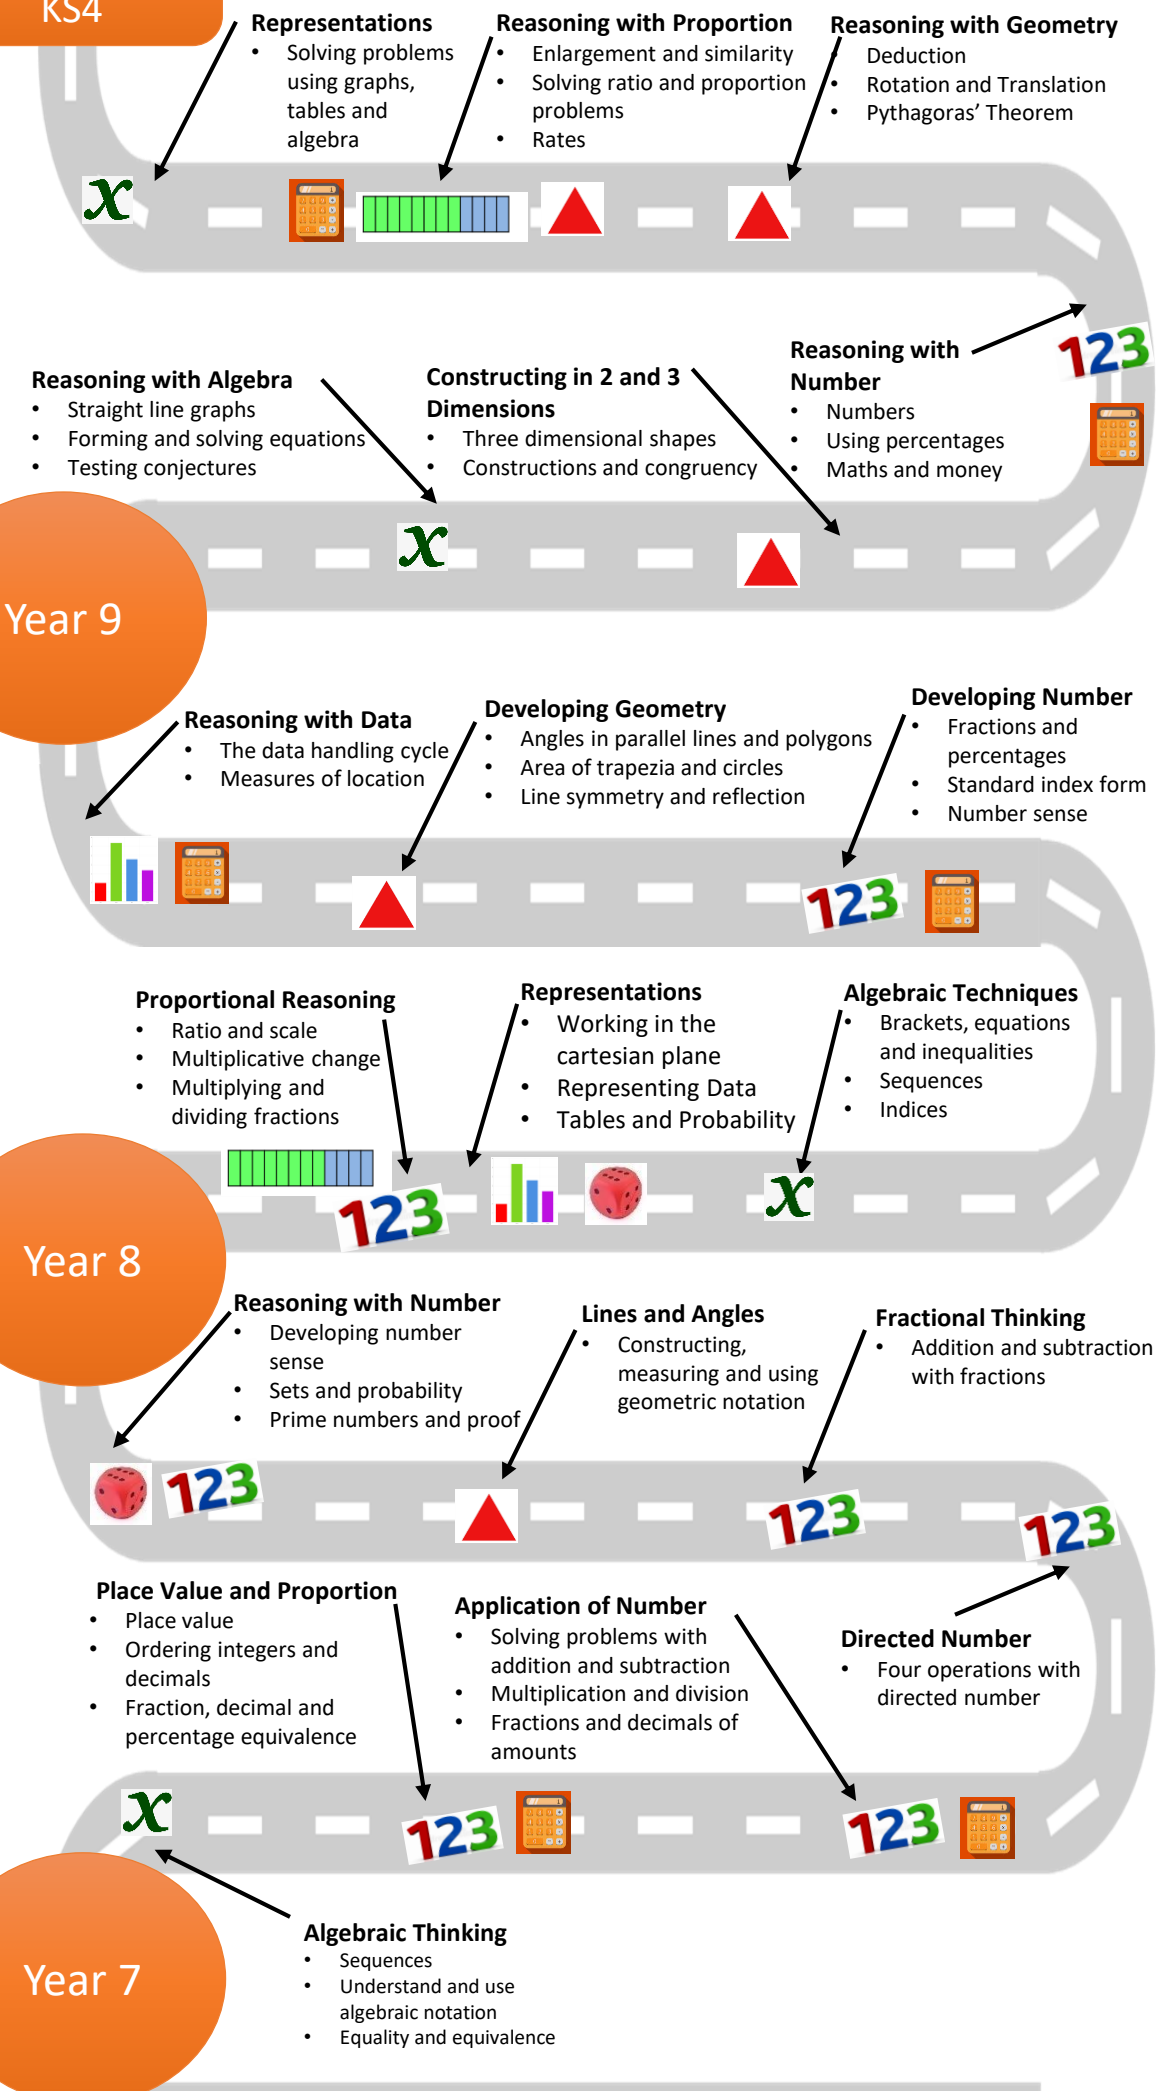 KS4
Representations
• Solving problems
using graphs,
tables and
algebra
Reasoning with Proportion
• Enlargement and similarity
• Solving ratio and proportion
problems
• Rates
Reasoning with Geometry
• Deduction
• Rotation and Translation
• Pythagoras’ Theorem
x
123
Reasoning with Algebra
• Straight line graphs
• Forming and solving equations
• Testing conjectures
Constructing in 2 and 3
Dimensions
• Three dimensional shapes
• Constructions and congruency
Reasoning with
Number
• Numbers
• Using percentages
• Maths and money
x
Year 9
Reasoning with Data
• The data handling cycle
• Measures of location
Developing Geometry
• Angles in parallel lines and polygons
• Area of trapezia and circles
• Line symmetry and reflection
Developing Number
• Fractions and
percentages
• Standard index form
• Number sense
123
Proportional Reasoning
• Ratio and scale
• Multiplicative change
• Multiplying and
dividing fractions
Representations
• Working in the
cartesian plane
• Representing Data
• Tables and Probability
Algebraic Techniques
• Brackets, equations
and inequalities
• Sequences
• Indices
123
x
Year 8
Reasoning with Number
• Developing number
sense
• Sets and probability
• Prime numbers and proof
Lines and Angles
• Constructing,
measuring and using
geometric notation
Fractional Thinking
• Addition and subtraction
with fractions
123
123
123
Place Value and Proportion
• Place value
• Ordering integers and
decimals
• Fraction, decimal and
percentage equivalence
Application of Number
• Solving problems with
addition and subtraction
• Multiplication and division
• Fractions and decimals of
amounts
Directed Number
• Four operations with
directed number
x
123
123
Year 7
Algebraic Thinking
• Sequences
• Understand and use
algebraic notation
• Equality and equivalence